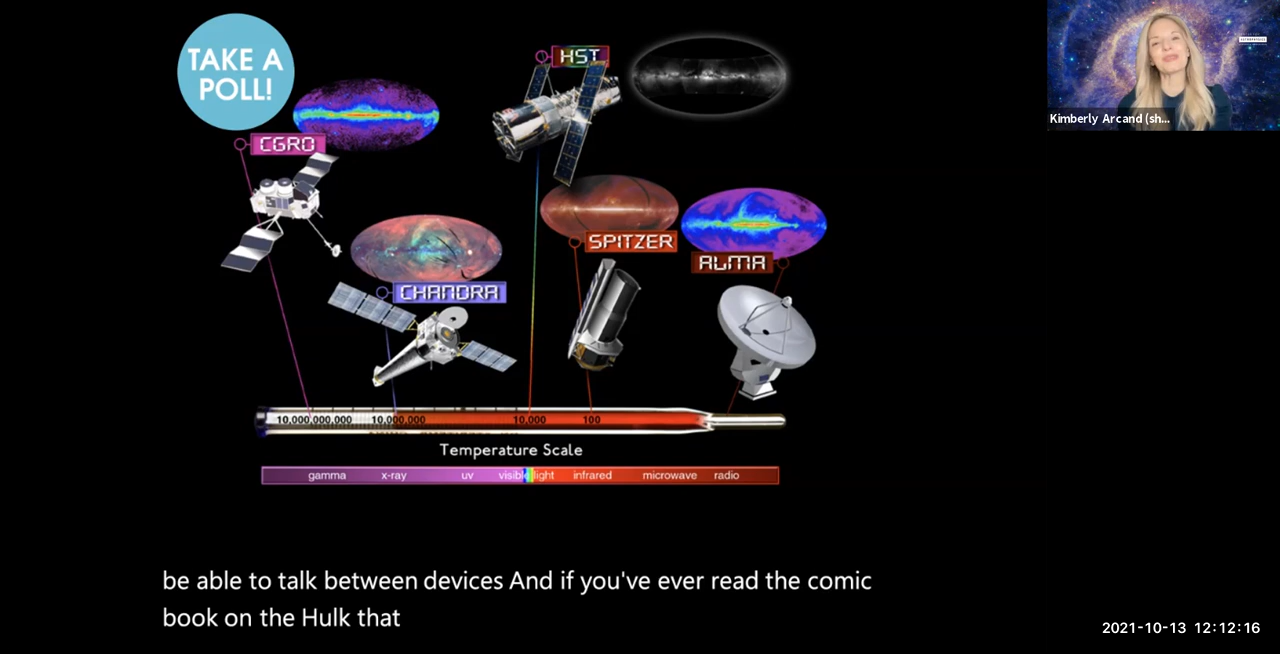 TAKE A
POLL!
HST
CGRO
SPITZER
ALMA
CHANDRA
10,000,000,000 10,000,000 10,000 100
Temperature Scale
gamma x-ray uv visible light infrared microwave radio
Kimberly Arcand (sh...
be able to talk between devices And if you've ever read the comic
book on the Hulk that
2021-10-13 12:12:16